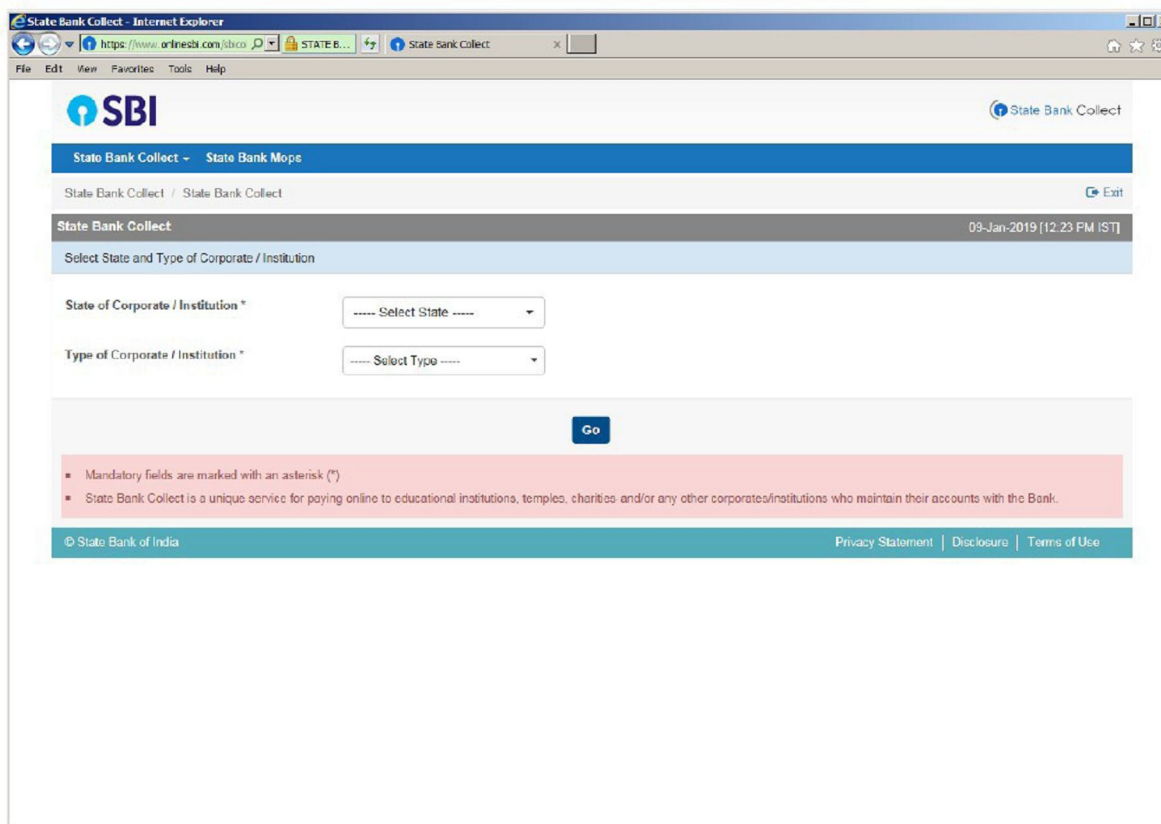 State Bank Collect - Internet Explorer
https://www.onlinesbi.com/sbico STATE B... State Bank Collect
File Edit View Favorites Tools Help
SBI
State Bank Collect
State Bank Collect State Bank Mops
State Bank Collect / State Bank Collect Exit
State Bank Collect 09-Jan-2019 [12:23 PM IST]
Select State and Type of Corporate / Institution
State of Corporate / Institution * ----- Select State -----
Type of Corporate / Institution * ----- Select Type -----
Go
Mandatory fields are marked with an asterisk (*)
State Bank Collect is a unique service for paying online to educational institutions, temples, charities and/or any other corporates/institutions who maintain their accounts with the Bank.
© State Bank of India Privacy Statement | Disclosure | Terms of Use